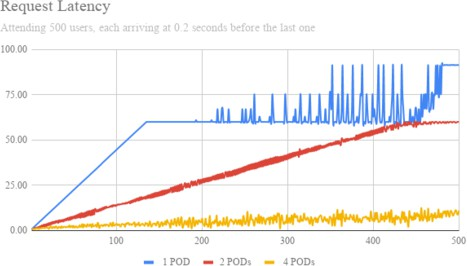 Request Latency
Attending 500 users, each arriving at 0.2 seconds before the last one
100.00
75.00
50.00
25.00
0.00
100 200 300 400 500
1 POD 2 PODs 4 PODs